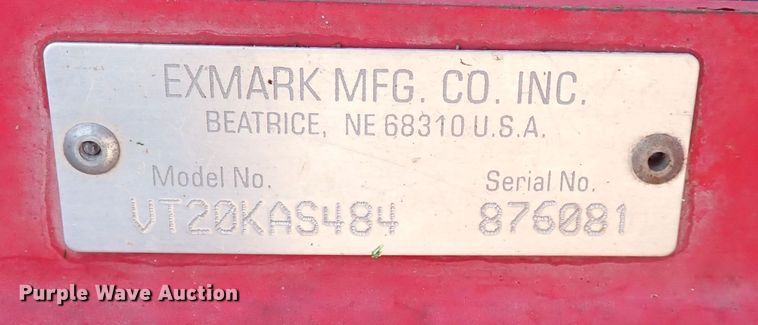 EXMARK MFG. CO. INC.
BEATRICE, NE 68310 U.S.A.
Model No. Serial No.
VT20KAS484 876081
Purple Wave Auction